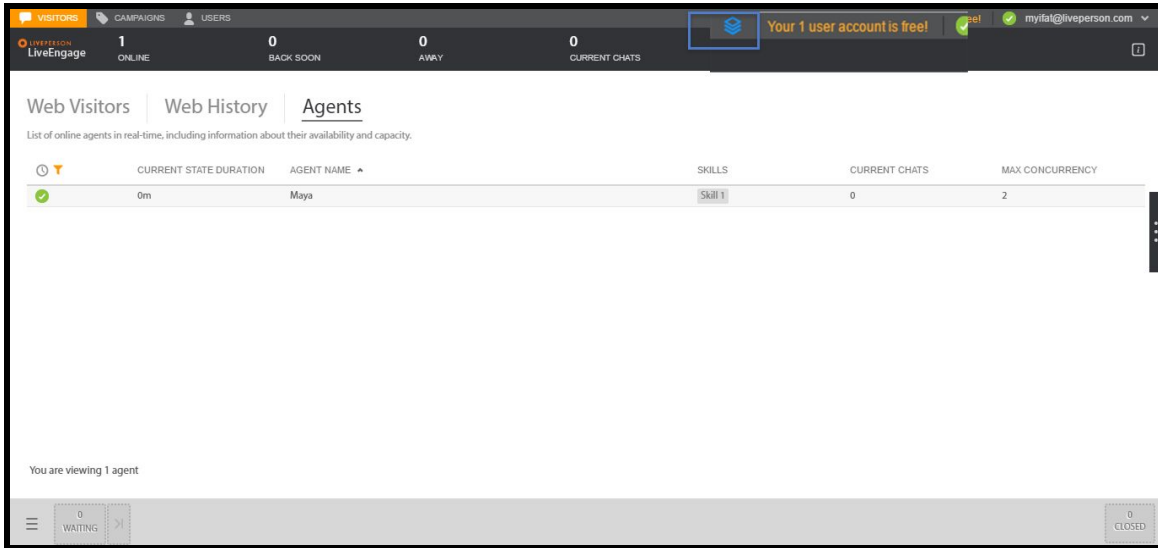 VISITORS CAMPAIGNS USERS Your 1 user account is free! ee! myifat@liveperson.com
LIVEPERSON
LiveEngage
1 0 0 0
ONLINE BACK SOON AWAY CURRENT CHATS
Web Visitors Web History Agents
List of online agents in real-time, including information about their availability and capacity.
CURRENT STATE DURATION AGENT NAME SKILLS CURRENT CHATS MAX CONCURRENCY
0m Maya Skill 1 0 2
You are viewing 1 agent
0 0
WAITING CLOSED